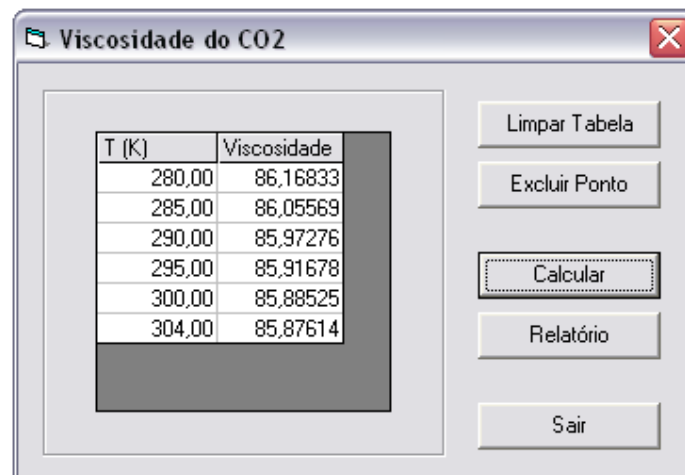 Viscosidade do CO2
T (K) Viscosidade
280,00 86,16833
285,00 86,05569
290,00 85,97276
295,00 85,91678
300,00 85,88525
304,00 85,87614
Limpar Tabela
Excluir Ponto
Calcular
Relatório
Sair